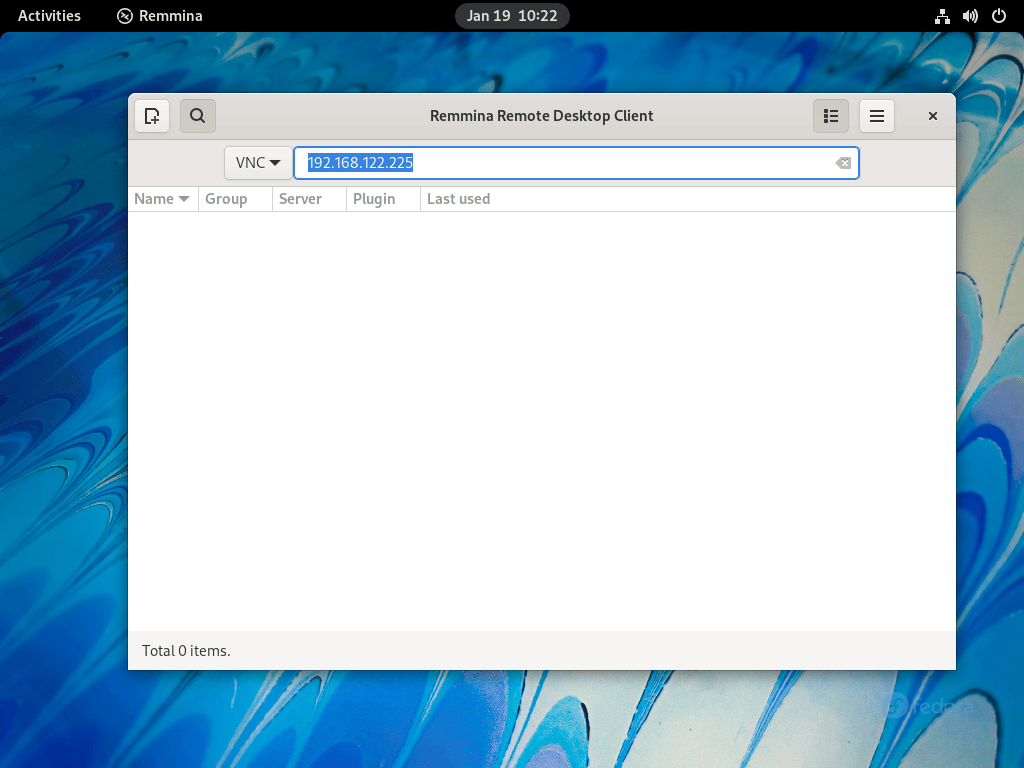 Activities Remmina Jan 19 10:22
Remmina Remote Desktop Client
VNC 192.168.122.225
Name Group Server Plugin Last used
Total 0 items.
fedora